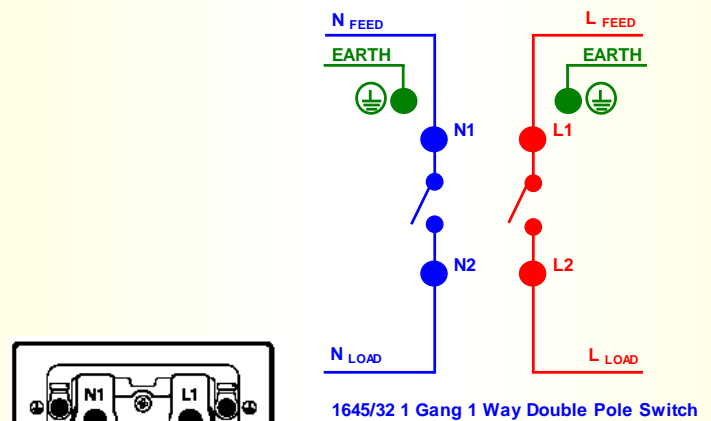 N FEED
L FEED
EARTH
EARTH
N1
L1
N2
L2
N LOAD
L LOAD
N1
L1
1645/32 1 Gang 1 Way Double Pole Switch